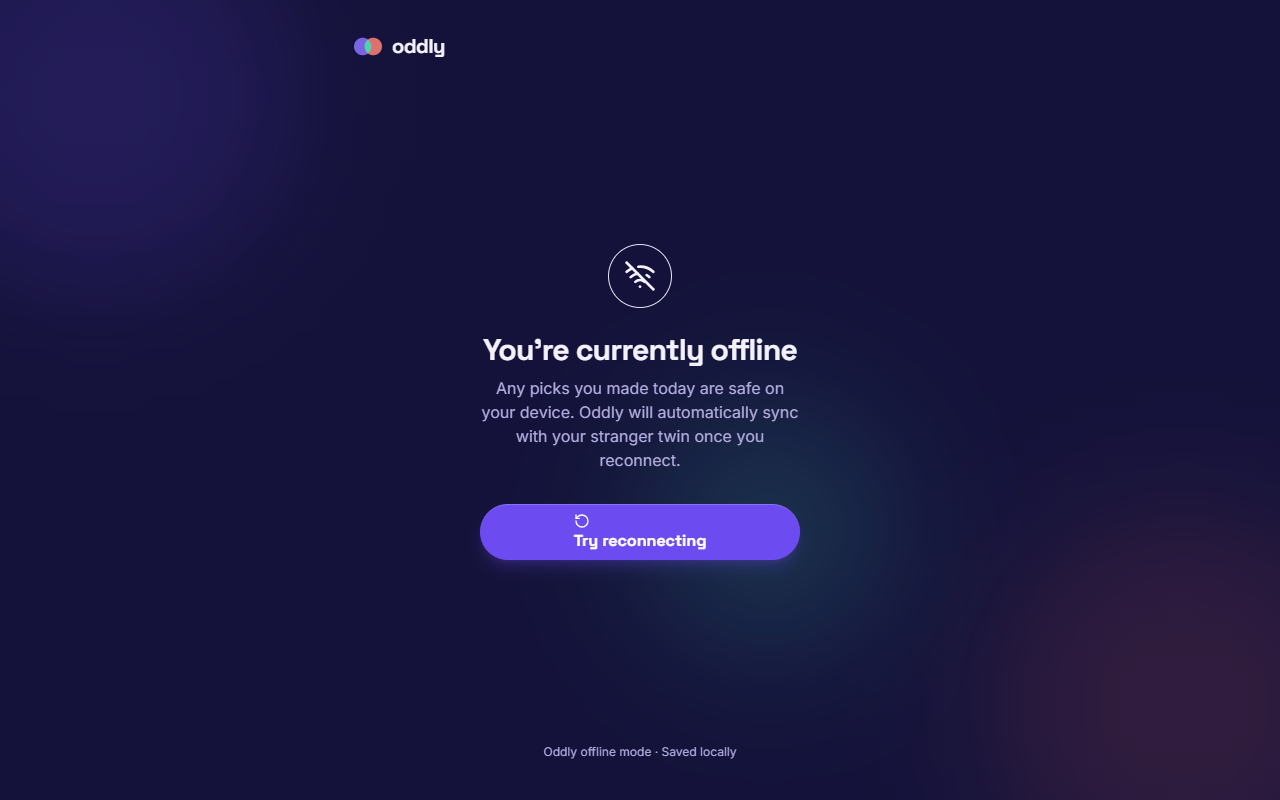 oddly
You’re currently offline
Any picks you made today are safe on
your device. Oddly will automatically sync
with your stranger twin once you
reconnect.
Try reconnecting
Oddly offline mode · Saved locally